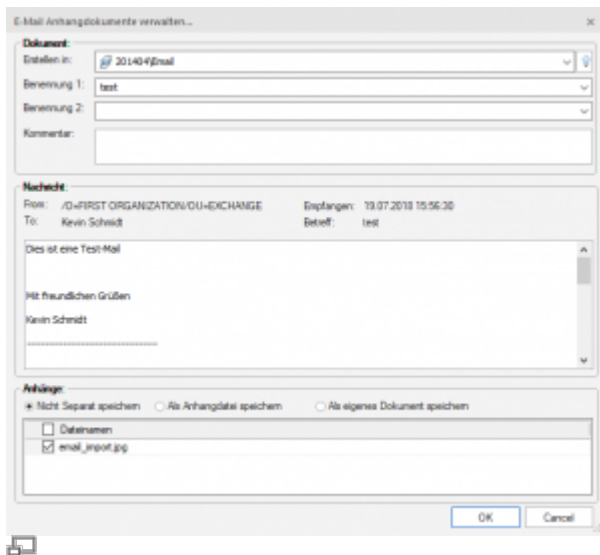 E-Mail Anhangdokumente verwalten...
Dokument:
Erstellen in: 201404\Email
Benennung 1: test
Benennung 2:
Kommentar:
Nachricht:
From: /O=FIRST ORGANIZATION/OU=EXCHANGE Empfangen: 19.07.2018 15:56:30
To: Kevin Schmidt Betreff: test
Dies ist eine Test-Mail
Mit freundlichen Grüßen
Kevin Schmidt
--------------------------------
Anhänge:
Nicht Separat speichern Als Anhangdatei speichern Als eigenes Dokument speichern
Dateinamen
email_import.jpg
OK Cancel